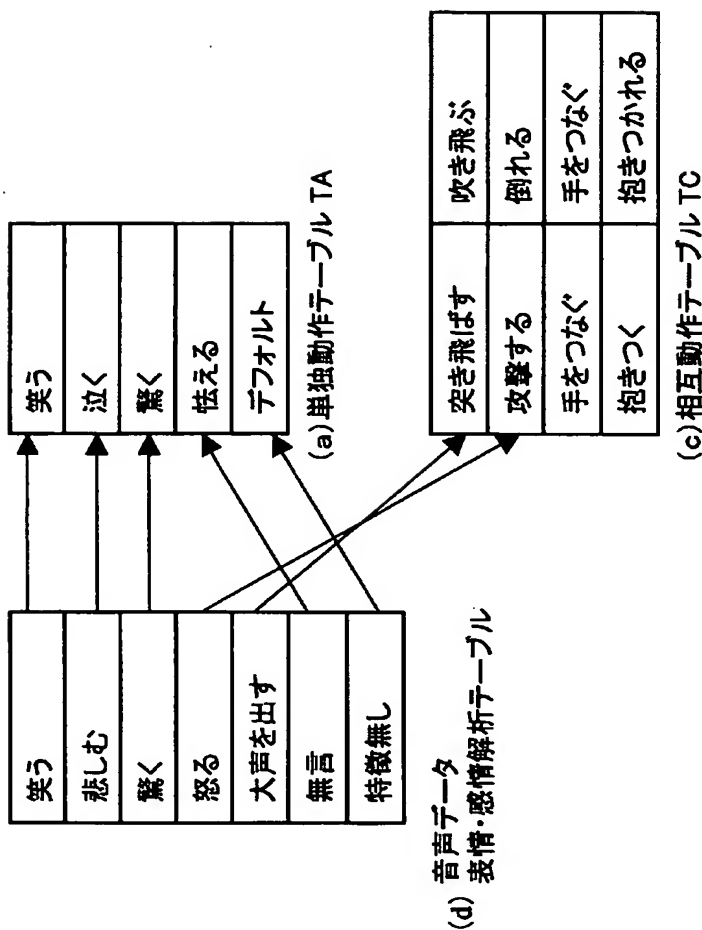 笑う
悲しむ
驚く
怒る
大声を出す
無言
特徴無し
(d) 音声データ
表情・感情解析テーブル
笑う
泣く
驚く
怯える
デフォルト
(a)単独動作テーブル TA
突き飛ばす 吹き飛ぶ
攻撃する 倒れる
手をつなぐ 手をつなぐ
抱きつく 抱きつかれる
(c)相互動作テーブル TC